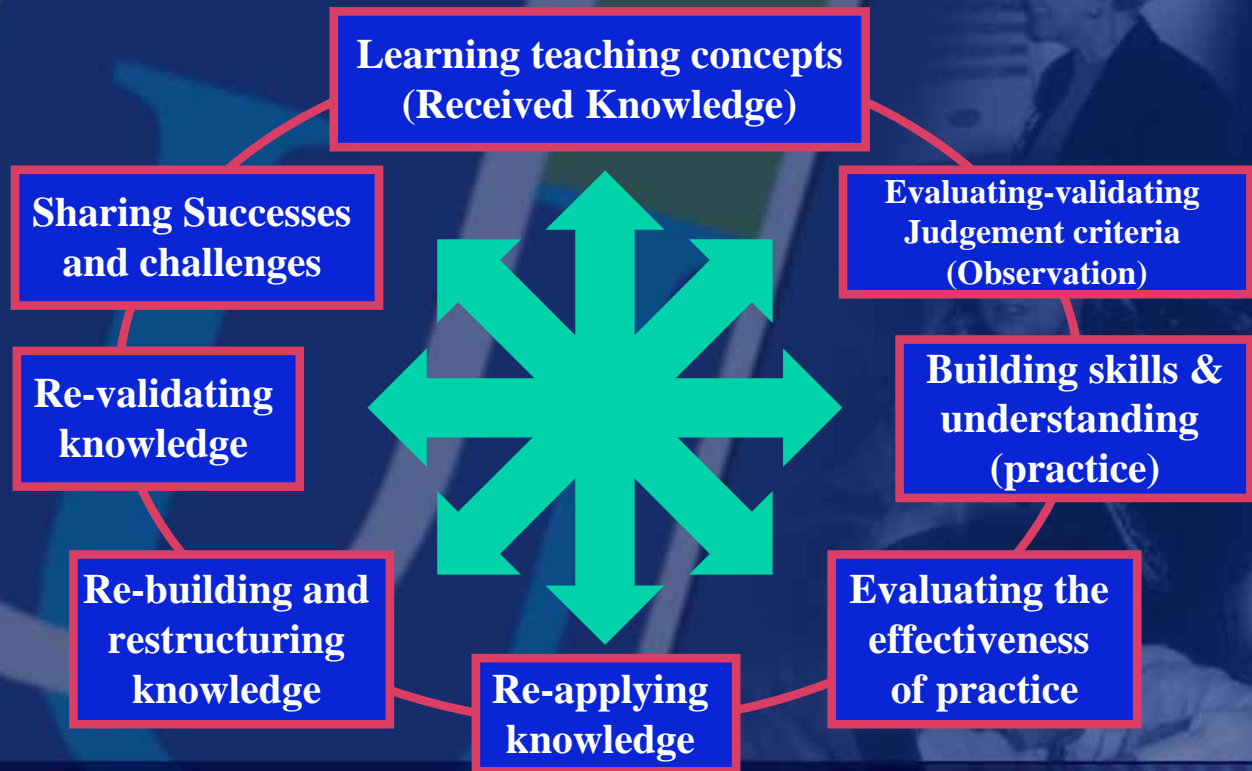 Learning teaching concepts
(Received Knowledge)
Evaluating-validating
Judgement criteria
(Observation)
Building skills &
understanding
(practice)
Evaluating the
effectiveness
of practice
Re-applying
knowledge
Re-building and
restructuring
knowledge
Re-validating
knowledge
Sharing Successes
and challenges